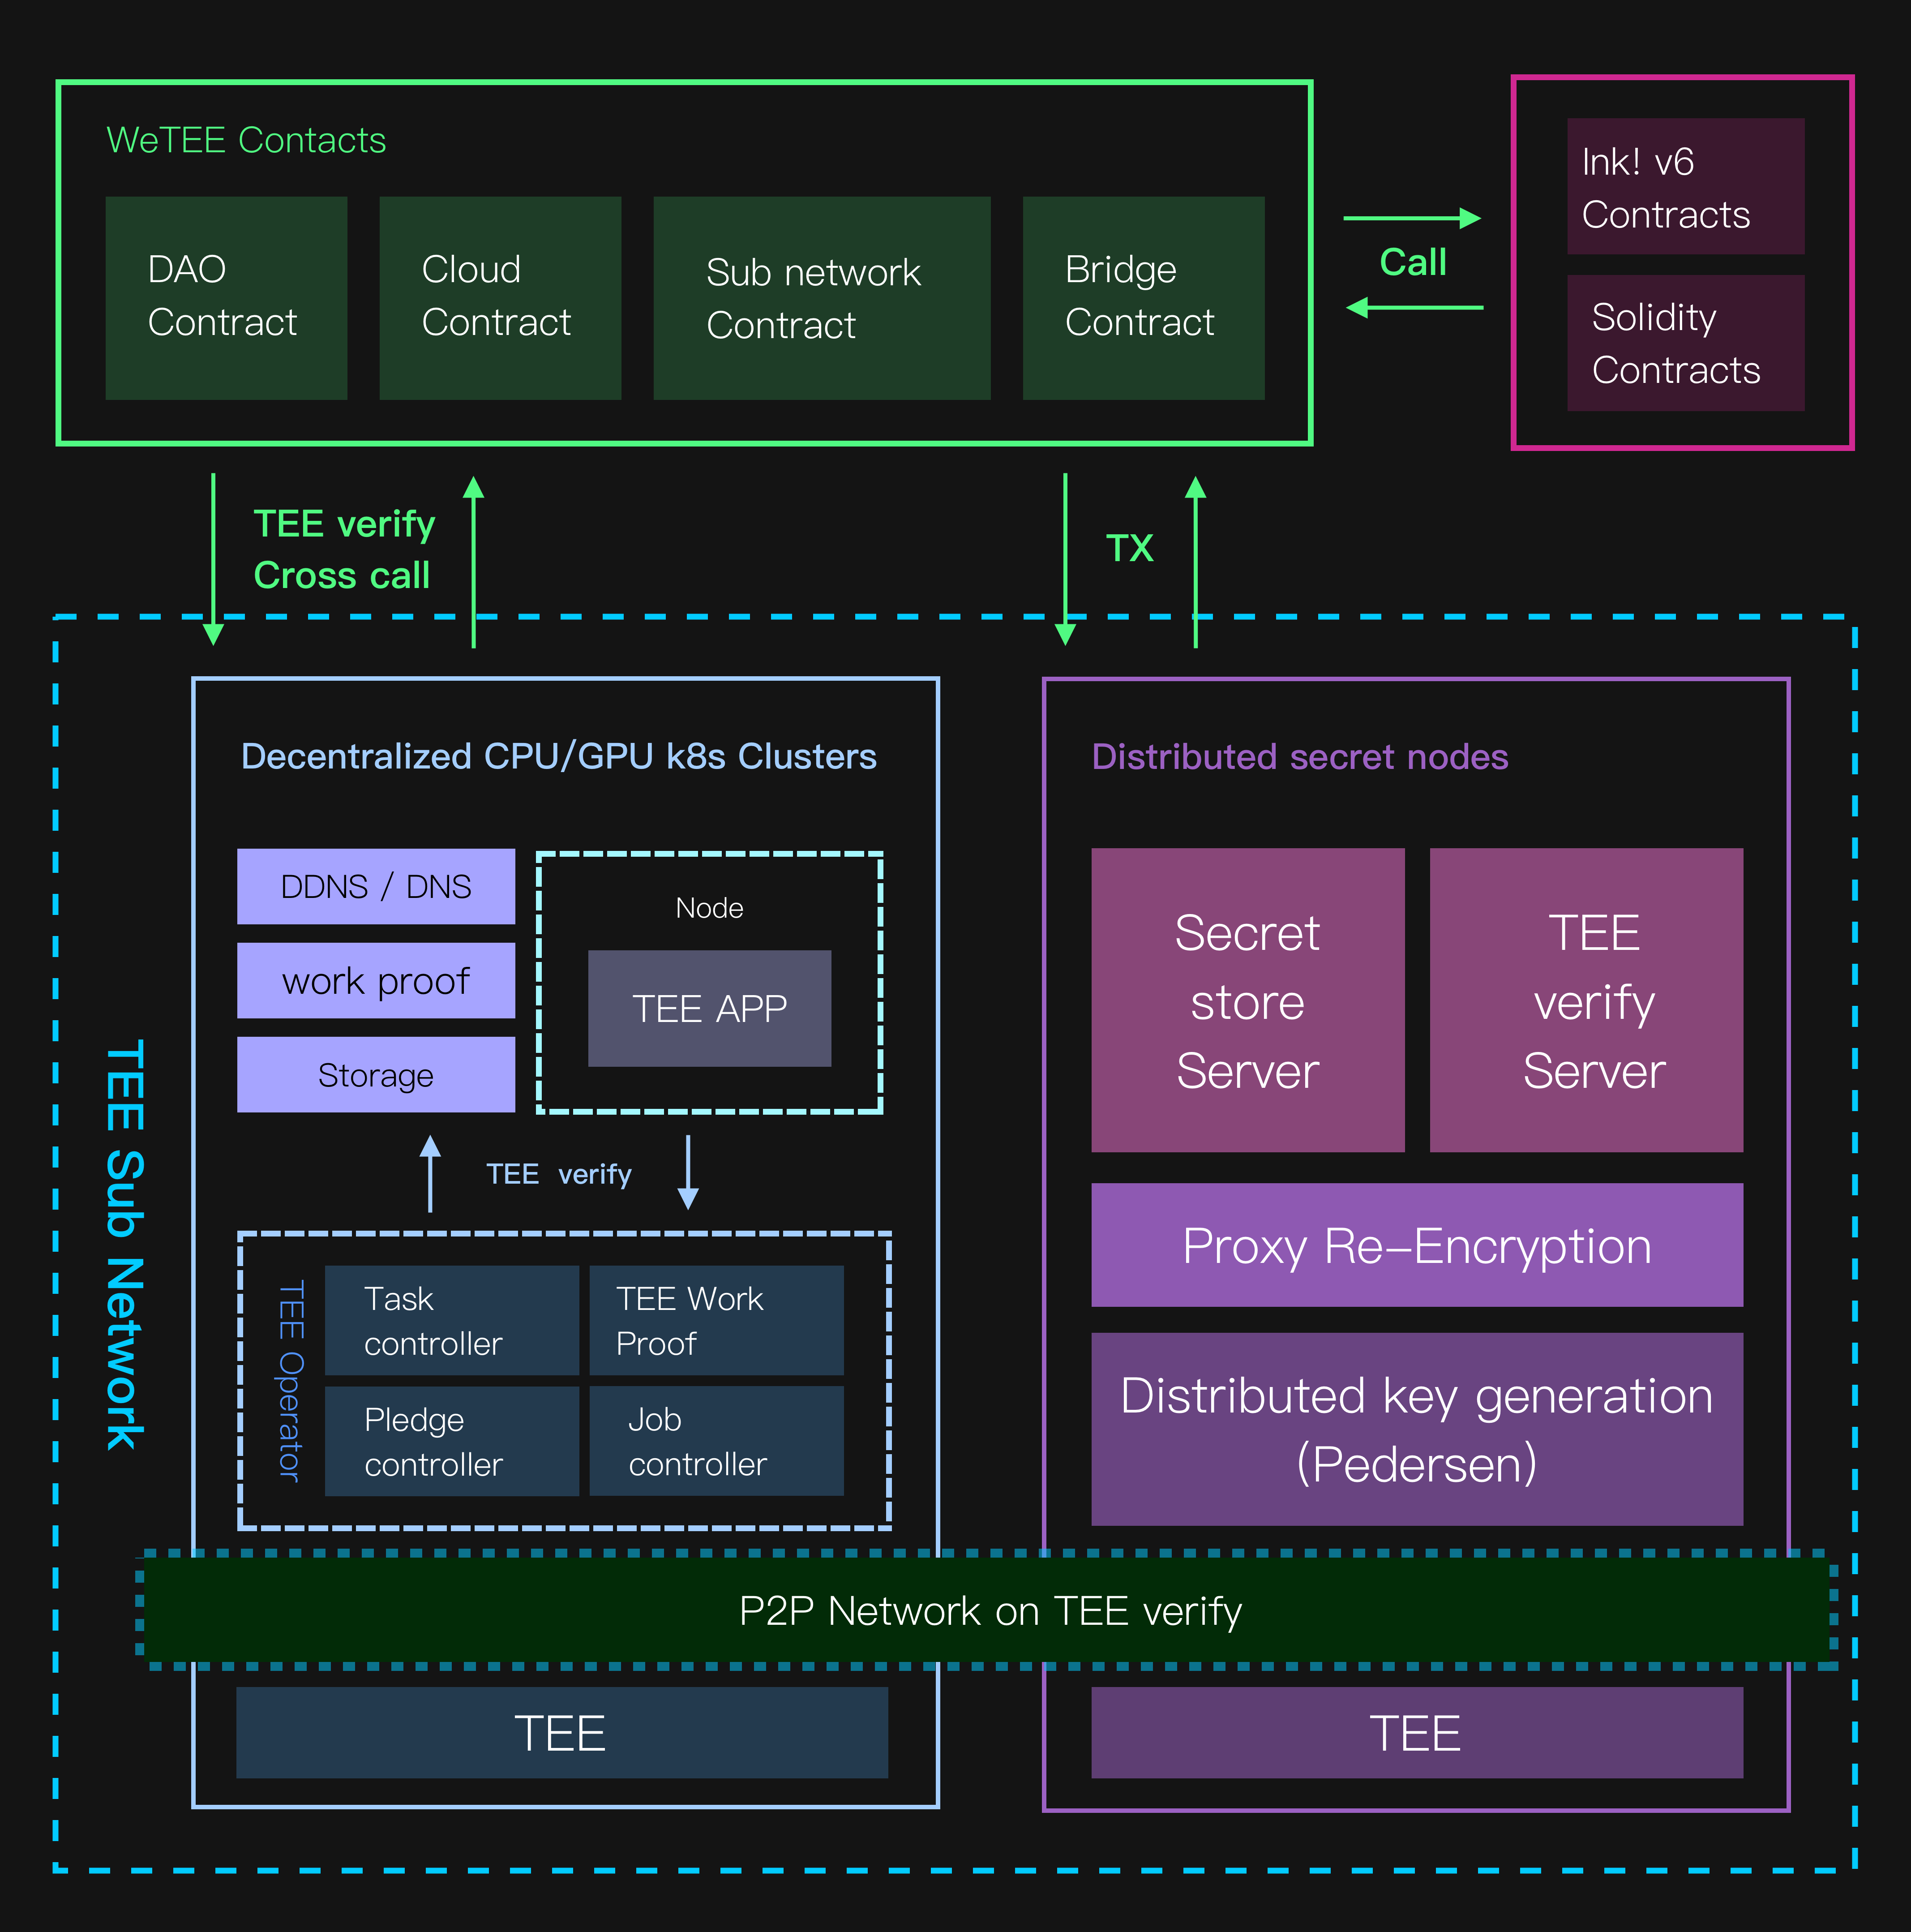 WeTEE Contacts
DAO
Contract
Cloud
Contract
Sub network
Contract
Bridge
Contract
Call
Ink! v6
Contracts
Solidity
Contracts
TEE verify
Cross call
TX
TEE Sub Network
Decentralized CPU/GPU k8s Clusters
DDNS / DNS
work proof
Storage
Node
TEE APP
TEE verify
TEE Operator
Task
controller
TEE Work
Proof
Pledge
controller
Job
controller
Distributed secret nodes
Secret
store
Server
TEE
verify
Server
Proxy Re-Encryption
Distributed key generation
(Pedersen)
P2P Network on TEE verify
TEE
TEE